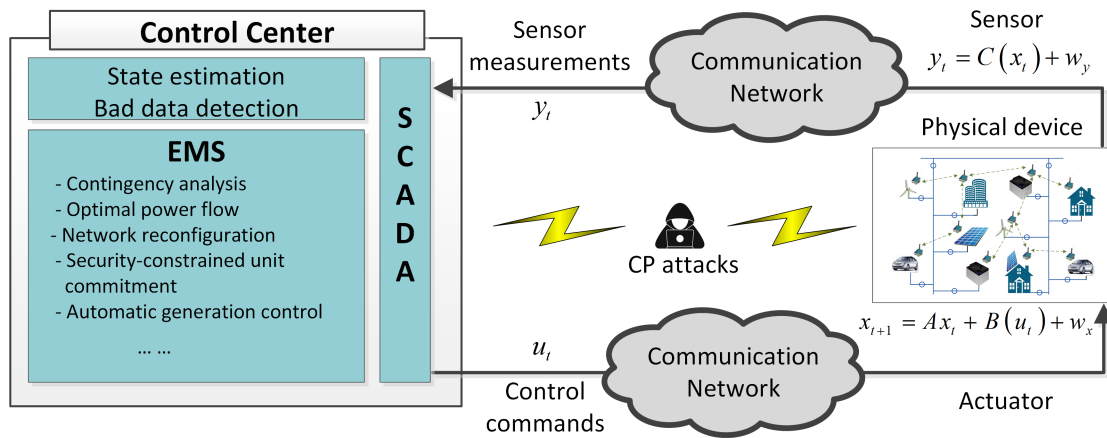 Control Center
State estimation
Bad data detection
EMS
- Contingency analysis
- Optimal power flow
- Network reconfiguration
- Security-constrained unit
commitment
- Automatic generation control
... ...
S
C
A
D
A
Sensor
measurements
y_t
Communication
Network
Sensor
y_t = C(x_t) + w_y
Physical device
CP attacks
x_{t+1} = Ax_t + B(u_t) + w_x
u_t
Control
commands
Communication
Network
Actuator